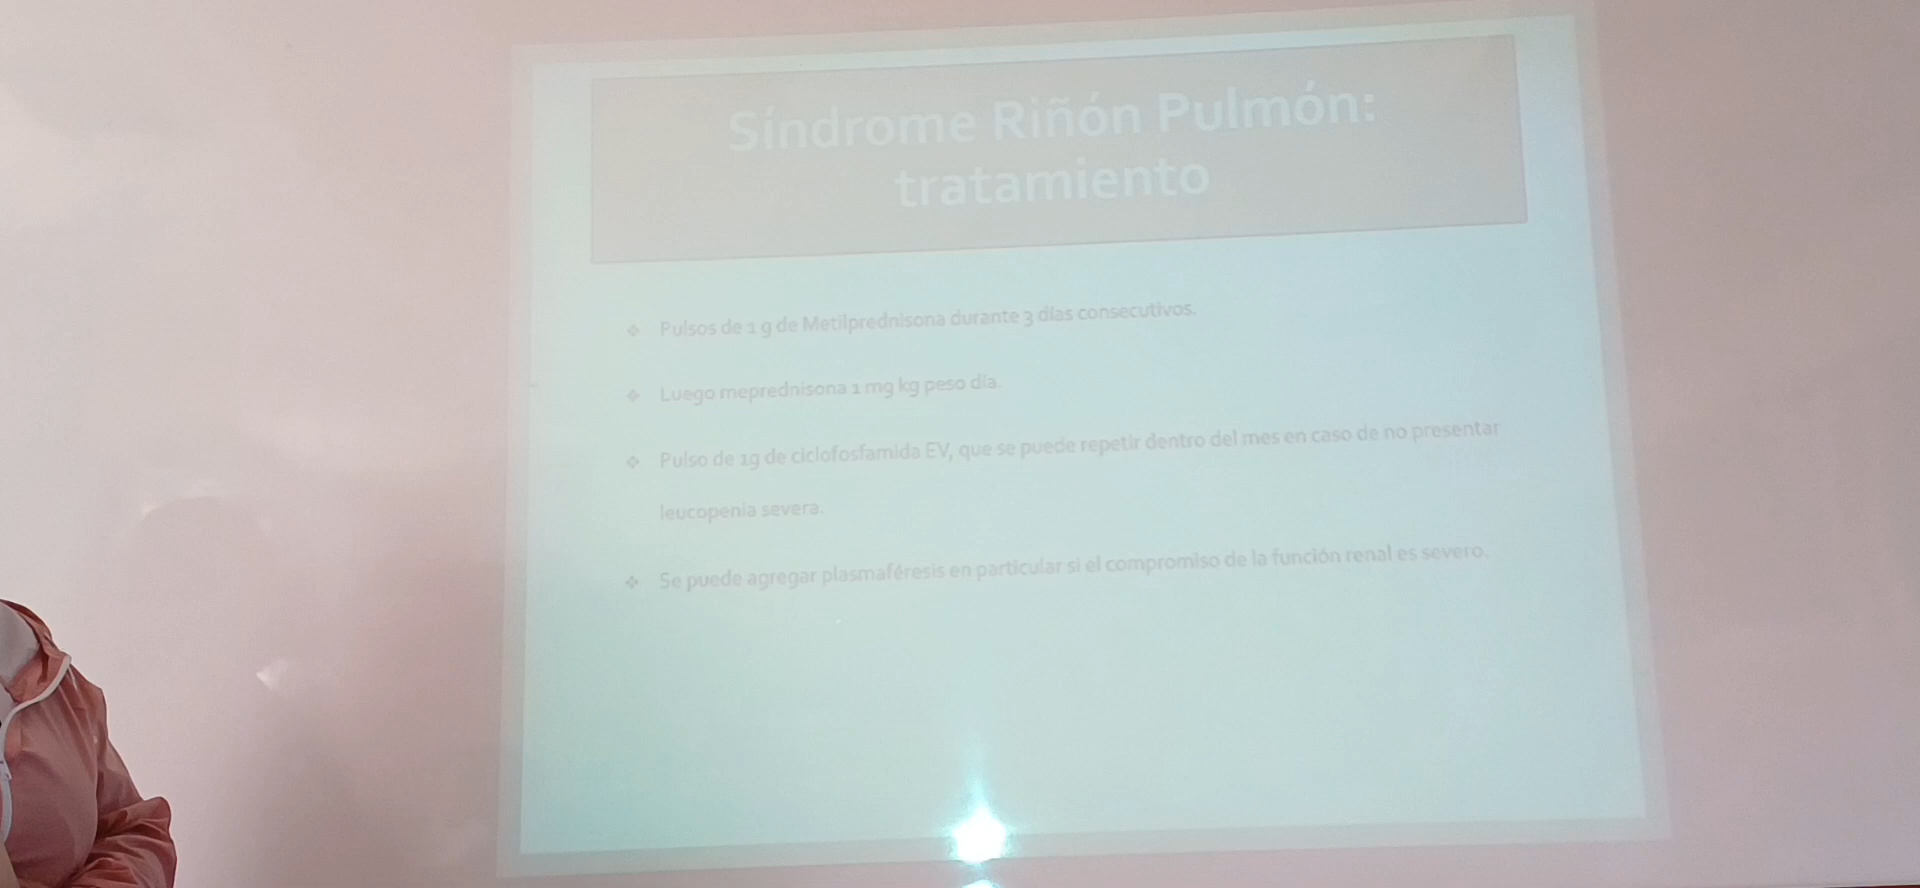 Síndrome Riñón Pulmón:
tratamiento
Pulsos de 1 g de Metilprednisona durante 3 días consecutivos.
Luego meprednisona 1 mg kg peso día.
Pulso de 1g de ciclofosfamida EV, que se puede repetir dentro del mes en caso de no presentar
leucopenia severa.
Se puede agregar plasmaféresis en particular si el compromiso de la función renal es severo.